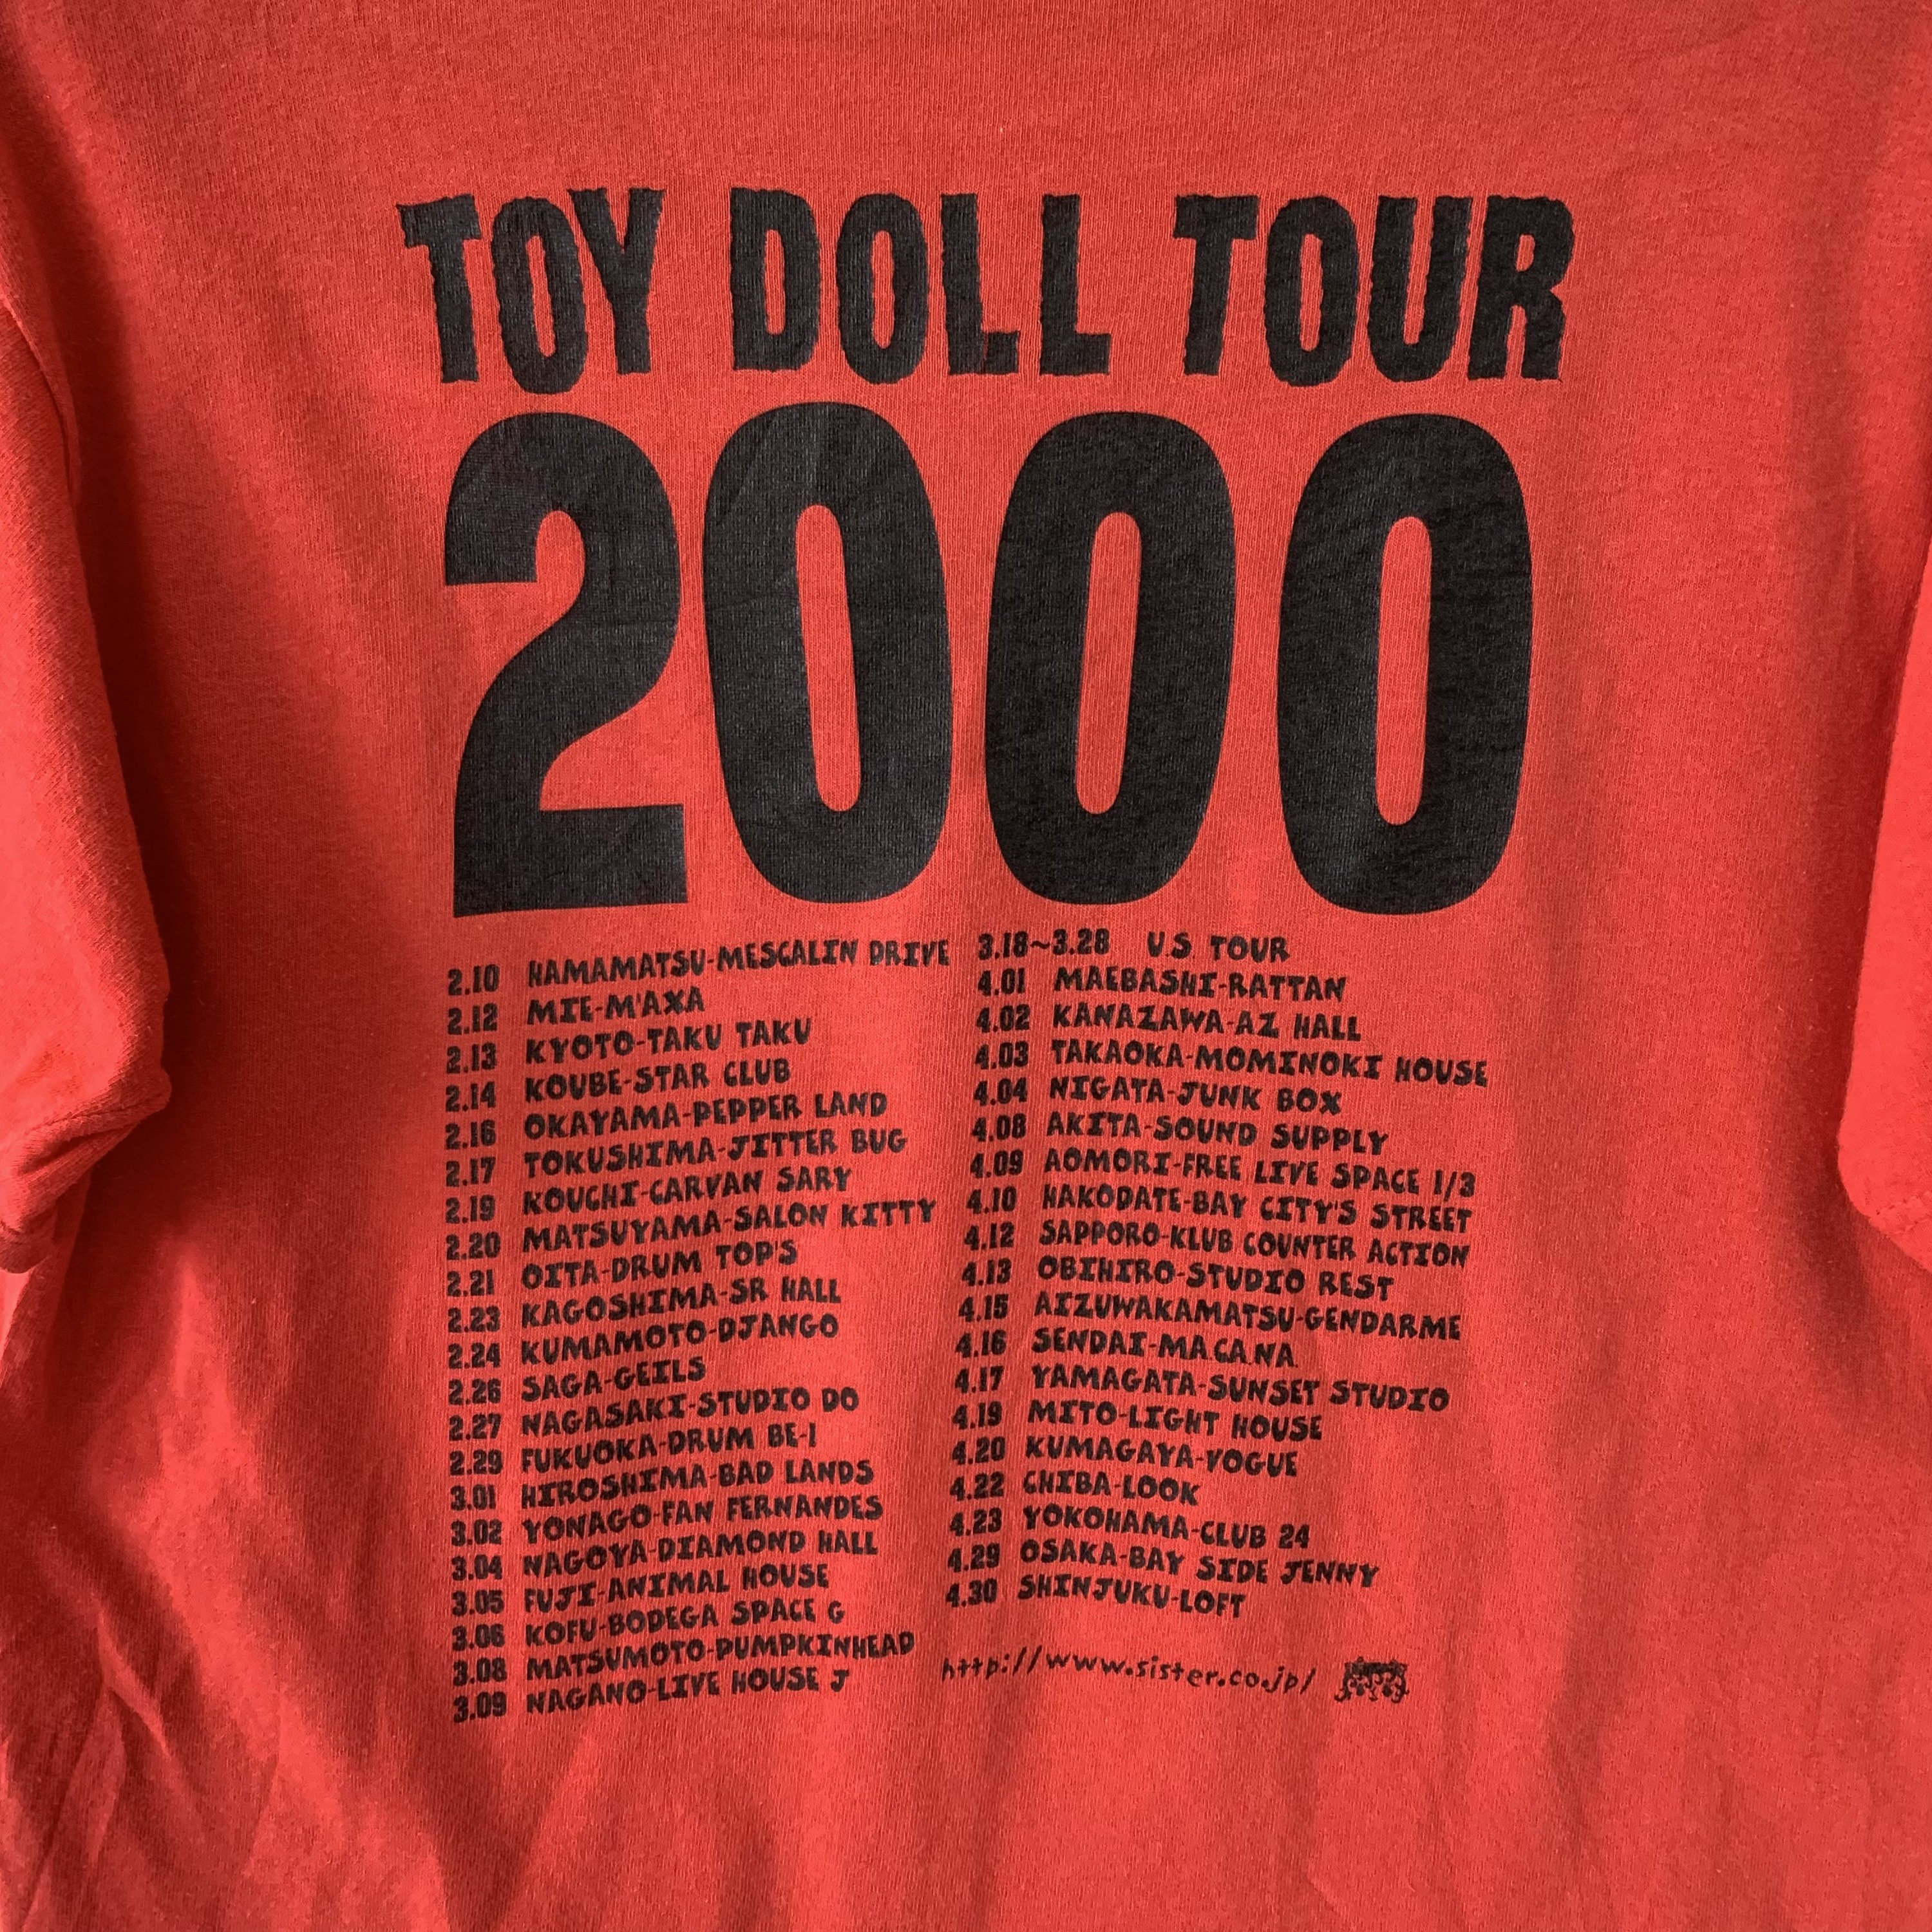 TOY DOLL TOUR
2000
2.10 HAMAMATSU-MESCALIN DRIVE
2.12 MIE-M'AXA
2.13 KYOTO-TAKU TAKU
2.14 KOUBE-STAR CLUB
2.16 OKAYAMA-PEPPER LAND
2.17 TOKUSHIMA-JITTER BUG
2.19 KOUCHI-CARVAN SARY
2.20 MATSUYAMA-SALON KITTY
2.21 OITA-DRUM TOP'S
2.23 KAGOSHIMA-SR HALL
2.24 KUMAMOTO-DJANGO
2.26 SAGA-GEILS
2.27 NAGASAKI-STUDIO DO
2.29 FUKUOKA-DRUM BE-1
3.01 HIROSHIMA-BAD LANDS
3.02 YONAGO-FAN FERNANDES
3.04 NAGOYA-DIAMOND HALL
3.05 FUJI-ANIMAL HOUSE
3.06 KOFU-BODEGA SPACE G
3.08 MATSUMOTO-PUMPKINHEAD
3.09 NAGANO-LIVE HOUSE J
3.18~3.28 U.S TOUR
4.01 MAEBASHI-RATTAN
4.02 KANAZAWA-AZ HALL
4.03 TAKAOKA-MOMINOKI HOUSE
4.04 NIGATA-JUNK BOX
4.08 AKITA-SOUND SUPPLY
4.09 AOMORI-FREE LIVE SPACE 1/3
4.10 HAKODATE-BAY CITY'S STREET
4.12 SAPPORO-KLUB COUNTER ACTION
4.13 OBIHIRO-STUDIO REST
4.15 AIZUWAKAMATSU-GENDARME
4.16 SENDAI-MA.CA.NA.
4.17 YAMAGATA-SUNSET STUDIO
4.19 MITO-LIGHT HOUSE
4.20 KUMAGAYA-VOGUE
4.22 CHIBA-LOOK
4.23 YOKOHAMA-CLUB 24
4.29 OSAKA-BAY SIDE JENNY
4.30 SHINJUKU-LOFT
http://www.sister.co.jp/